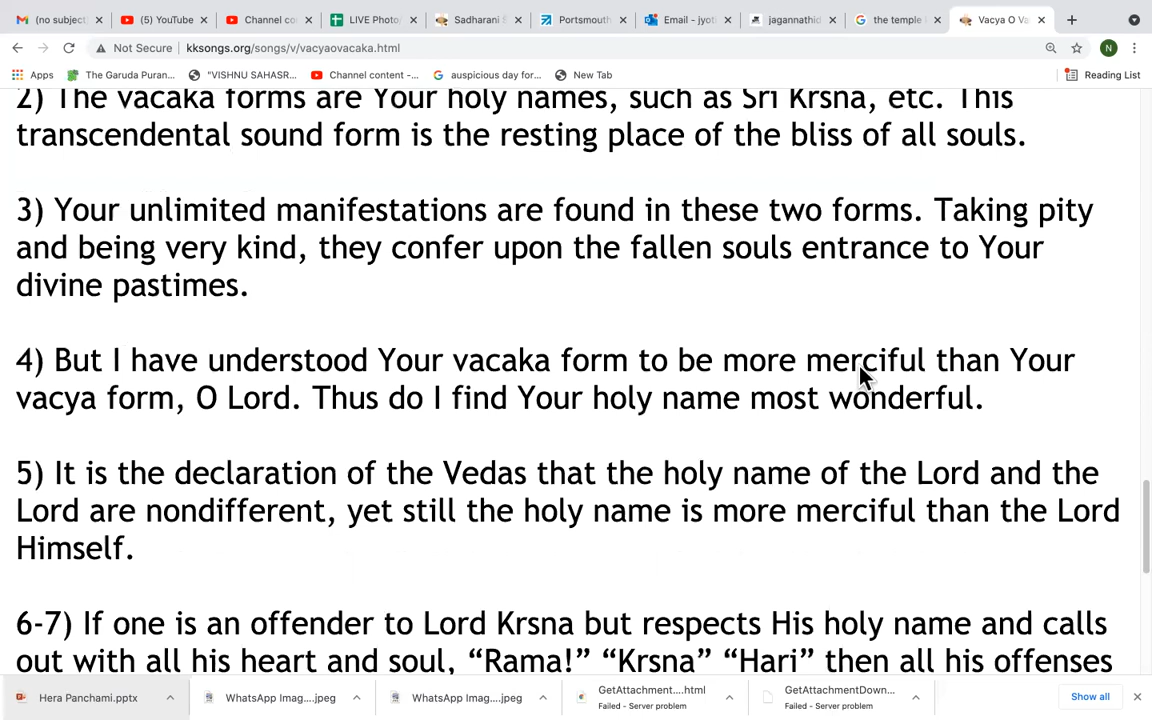 (no subject
(5) YouTube
Channel co
LIVE Photo
Sadharani
Portsmouth
Email - jyot
jagannathid
the temple
Vacya O Va
Not Secure
kksongs.org/songs/v/vacyaovacaka.html
N
Apps
The Garuda Puran...
"VISHNU SAHASR...
Channel content -...
auspicious day for...
New Tab
Reading List
2) The vacaka forms are Your holy names, such as Sri Krsna, etc. This
transcendental sound form is the resting place of the bliss of all souls.
3) Your unlimited manifestations are found in these two forms. Taking pity
and being very kind, they confer upon the fallen souls entrance to Your
divine pastimes.
4) But I have understood Your vacaka form to be more merciful than Your
vacya form, O Lord. Thus do I find Your holy name most wonderful.
5) It is the declaration of the Vedas that the holy name of the Lord and the
Lord are nondifferent, yet still the holy name is more merciful than the Lord
Himself.
6-7) If one is an offender to Lord Krsna but respects His holy name and calls
out with all his heart and soul, “Rama!” “Krsna” “Hari” then all his offenses
Hera Panchami.pptx
WhatsApp Imag....jpeg
WhatsApp Imag....jpeg
GetAttachment....html
Failed - Server problem
GetAttachmentDown...
Failed - Server problem
Show all